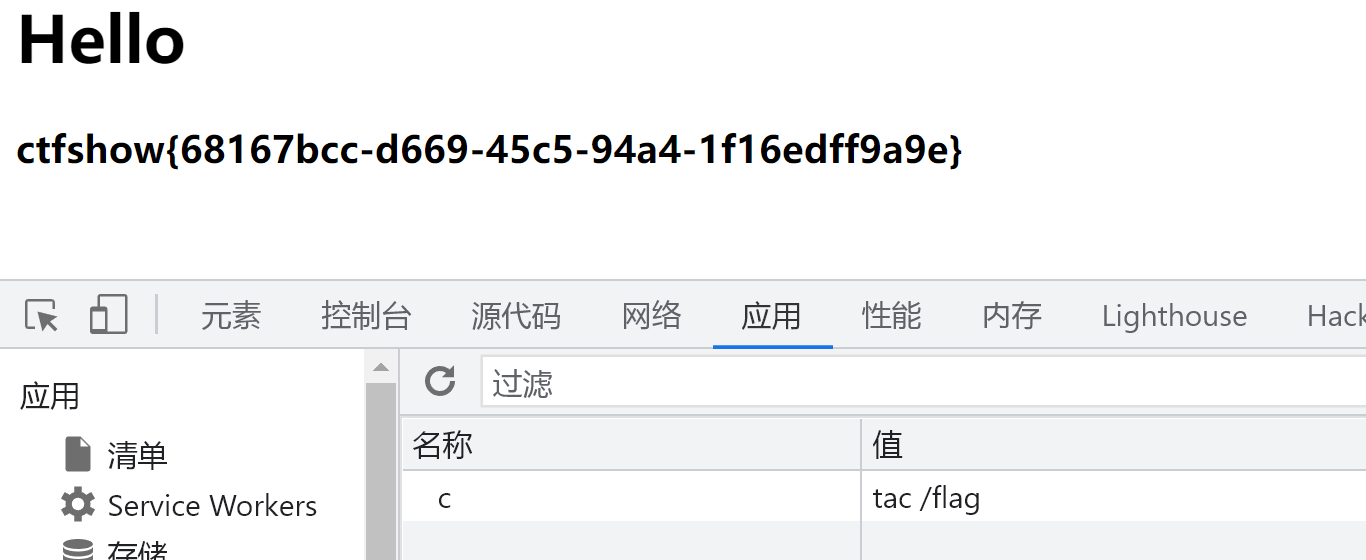 Hello
ctfshow{68167bcc-d669-45c5-94a4-1f16edff9a9e}
元素 控制台 源代码 网络 应用 性能 内存 Lighthouse Hack
应用
过滤
清单
名称 值
Service Workers
c tac /flag
存储